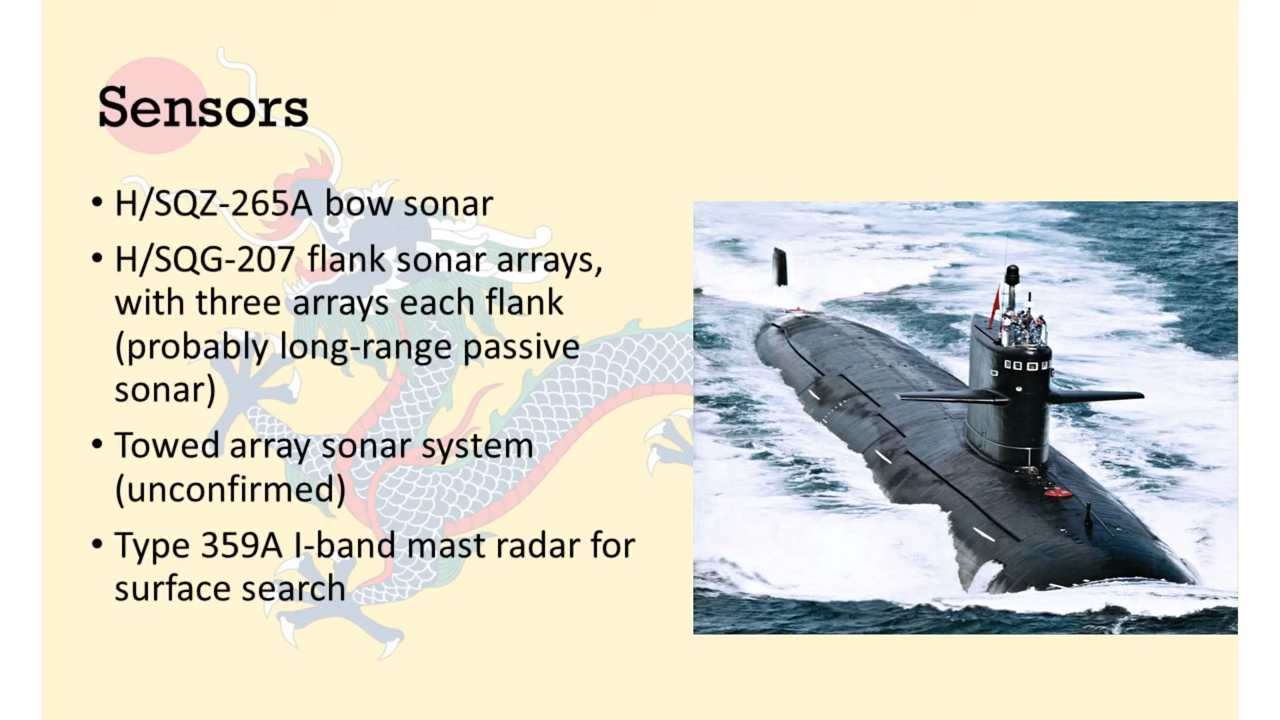 Sensors
• H/SQZ-265A bow sonar
• H/SQG-207 flank sonar arrays,
with three arrays each flank
(probably long-range passive
sonar)
• Towed array sonar system
(unconfirmed)
• Type 359A I-band mast radar for
surface search